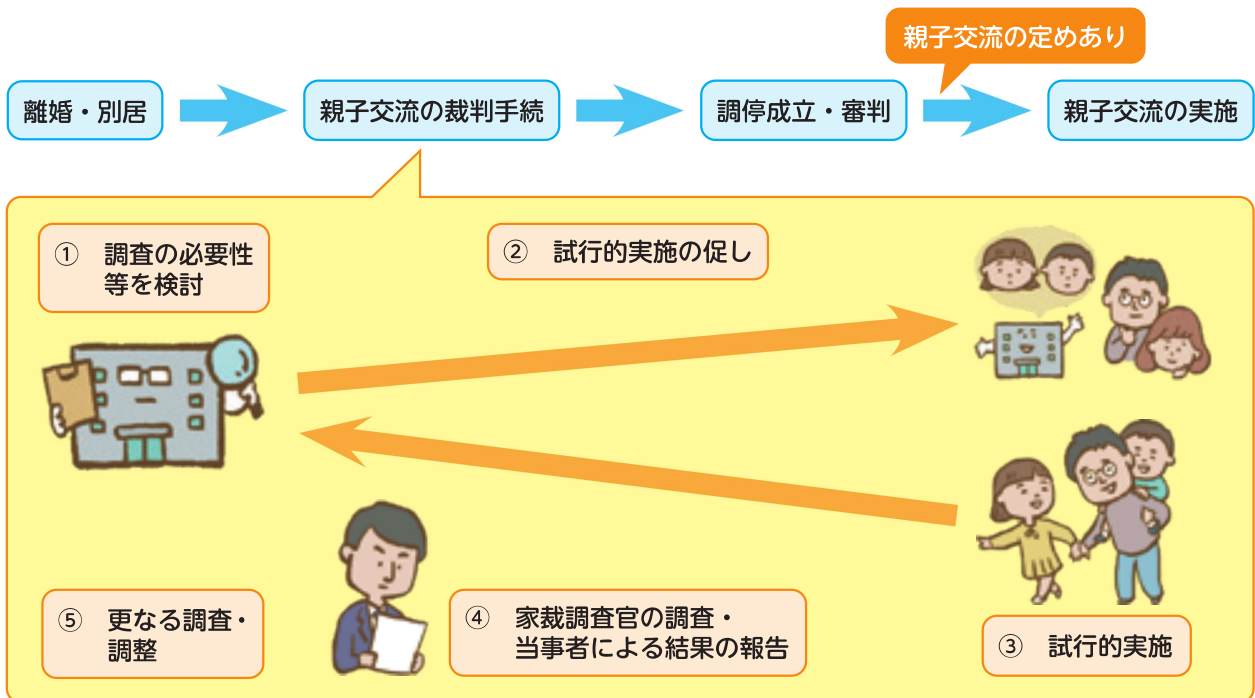 親子交流の定めあり
離婚・別居
親子交流の裁判手続
調停成立・審判
親子交流の実施
① 調査の必要性
等を検討
② 試行的実施の促し
③ 試行的実施
④ 家裁調査官の調査・
当事者による結果の報告
⑤ 更なる調査・
調整